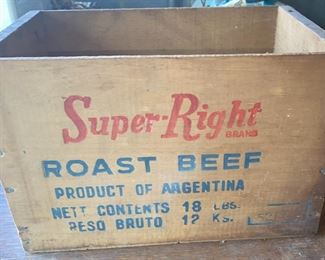 Super-Right
BRAND
ROAST BEEF
PRODUCT OF ARGENTINA
NETT CONTENTS 18 LBS.
PESO BRUTO 12 KS.